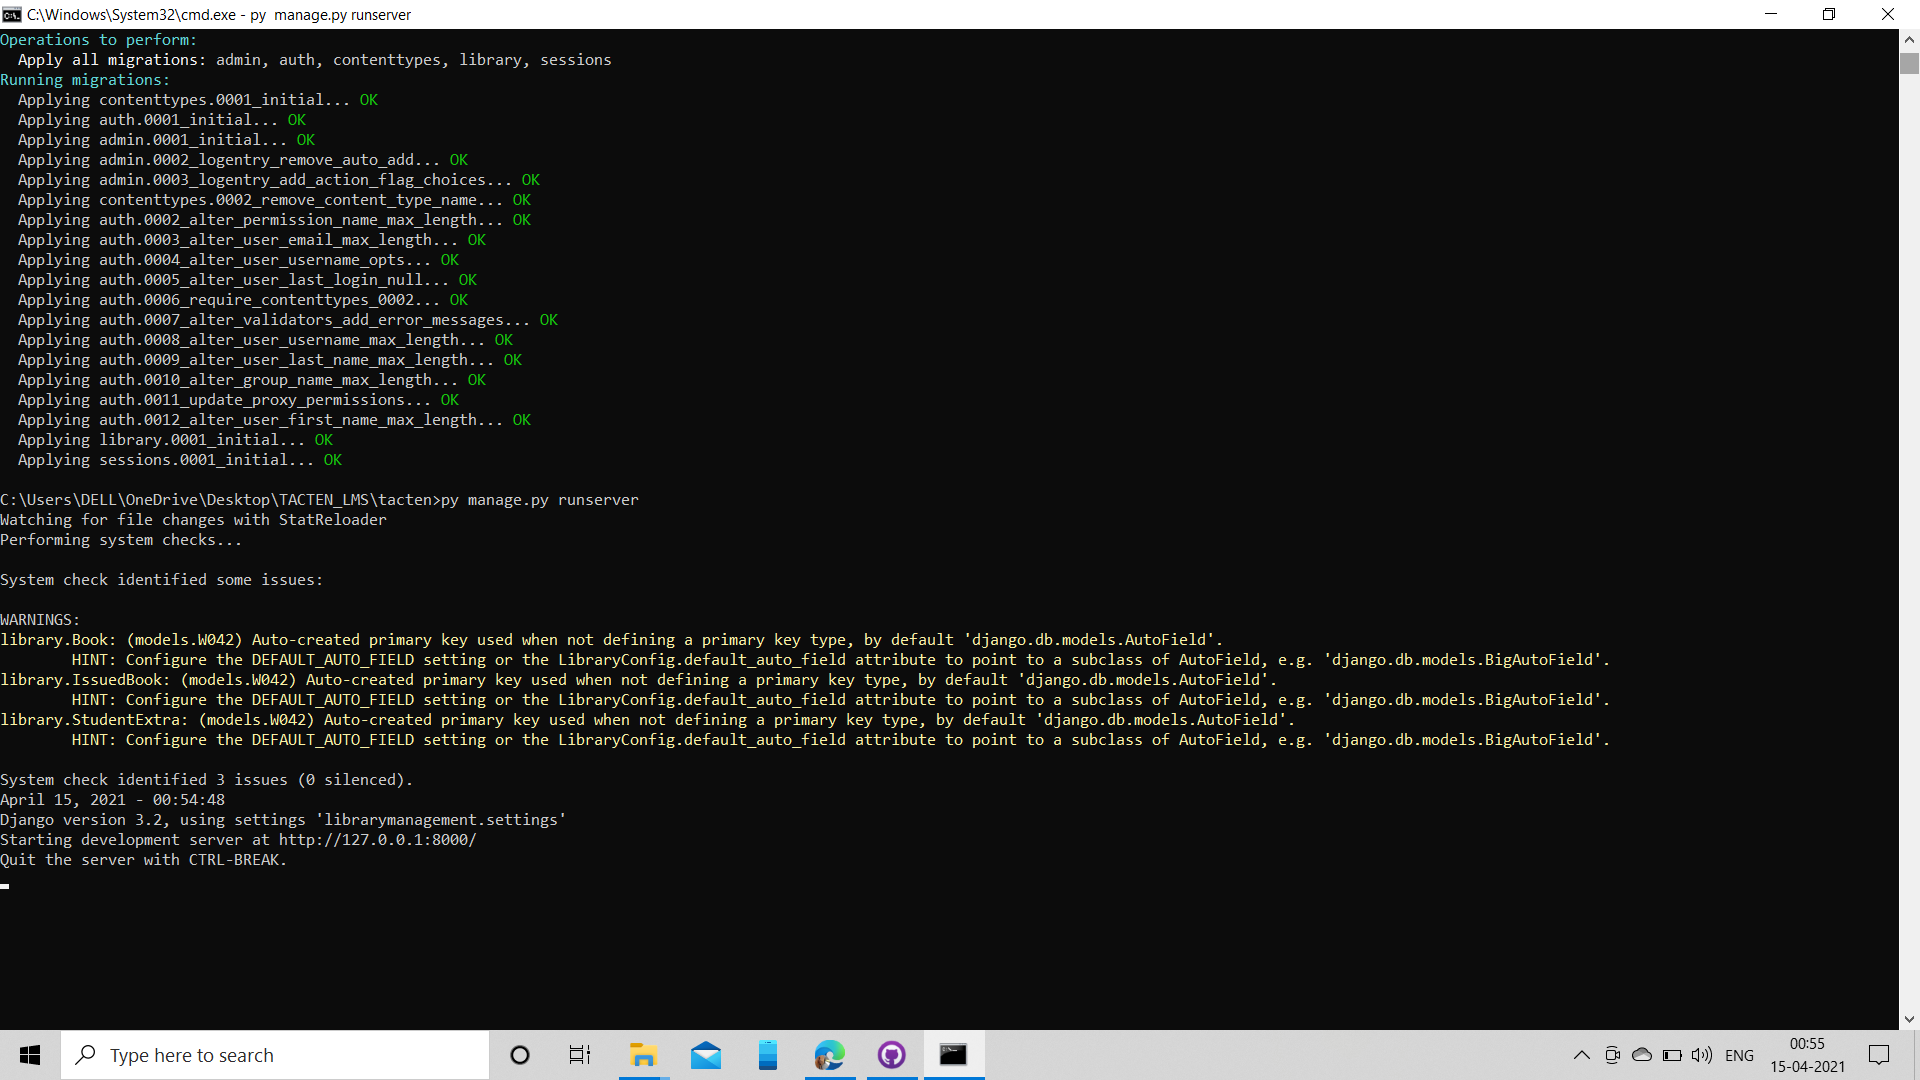 C:\Windows\System32\cmd.exe - py  manage.py runserver
Operations to perform:
  Apply all migrations: admin, auth, contenttypes, library, sessions
Running migrations:
  Applying contenttypes.0001_initial... OK
  Applying auth.0001_initial... OK
  Applying admin.0001_initial... OK
  Applying admin.0002_logentry_remove_auto_add... OK
  Applying admin.0003_logentry_add_action_flag_choices... OK
  Applying contenttypes.0002_remove_content_type_name... OK
  Applying auth.0002_alter_permission_name_max_length... OK
  Applying auth.0003_alter_user_email_max_length... OK
  Applying auth.0004_alter_user_username_opts... OK
  Applying auth.0005_alter_user_last_login_null... OK
  Applying auth.0006_require_contenttypes_0002... OK
  Applying auth.0007_alter_validators_add_error_messages... OK
  Applying auth.0008_alter_user_username_max_length... OK
  Applying auth.0009_alter_user_last_name_max_length... OK
  Applying auth.0010_alter_group_name_max_length... OK
  Applying auth.0011_update_proxy_permissions... OK
  Applying auth.0012_alter_user_first_name_max_length... OK
  Applying library.0001_initial... OK
  Applying sessions.0001_initial... OK
C:\Users\DELL\OneDrive\Desktop\TACTEN_LMS\tacten>py manage.py runserver
Watching for file changes with StatReloader
Performing system checks...
System check identified some issues:
WARNINGS:
library.Book: (models.W042) Auto-created primary key used when not defining a primary key type, by default 'django.db.models.AutoField'.
        HINT: Configure the DEFAULT_AUTO_FIELD setting or the LibraryConfig.default_auto_field attribute to point to a subclass of AutoField, e.g. 'django.db.models.BigAutoField'.
library.IssuedBook: (models.W042) Auto-created primary key used when not defining a primary key type, by default 'django.db.models.AutoField'.
        HINT: Configure the DEFAULT_AUTO_FIELD setting or the LibraryConfig.default_auto_field attribute to point to a subclass of AutoField, e.g. 'django.db.models.BigAutoField'.
library.StudentExtra: (models.W042) Auto-created primary key used when not defining a primary key type, by default 'django.db.models.AutoField'.
        HINT: Configure the DEFAULT_AUTO_FIELD setting or the LibraryConfig.default_auto_field attribute to point to a subclass of AutoField, e.g. 'django.db.models.BigAutoField'.
System check identified 3 issues (0 silenced).
April 15, 2021 - 00:54:48
Django version 3.2, using settings 'librarymanagement.settings'
Starting development server at http://127.0.0.1:8000/
Quit the server with CTRL-BREAK.
Type here to search
ENG
00:55
15-04-2021